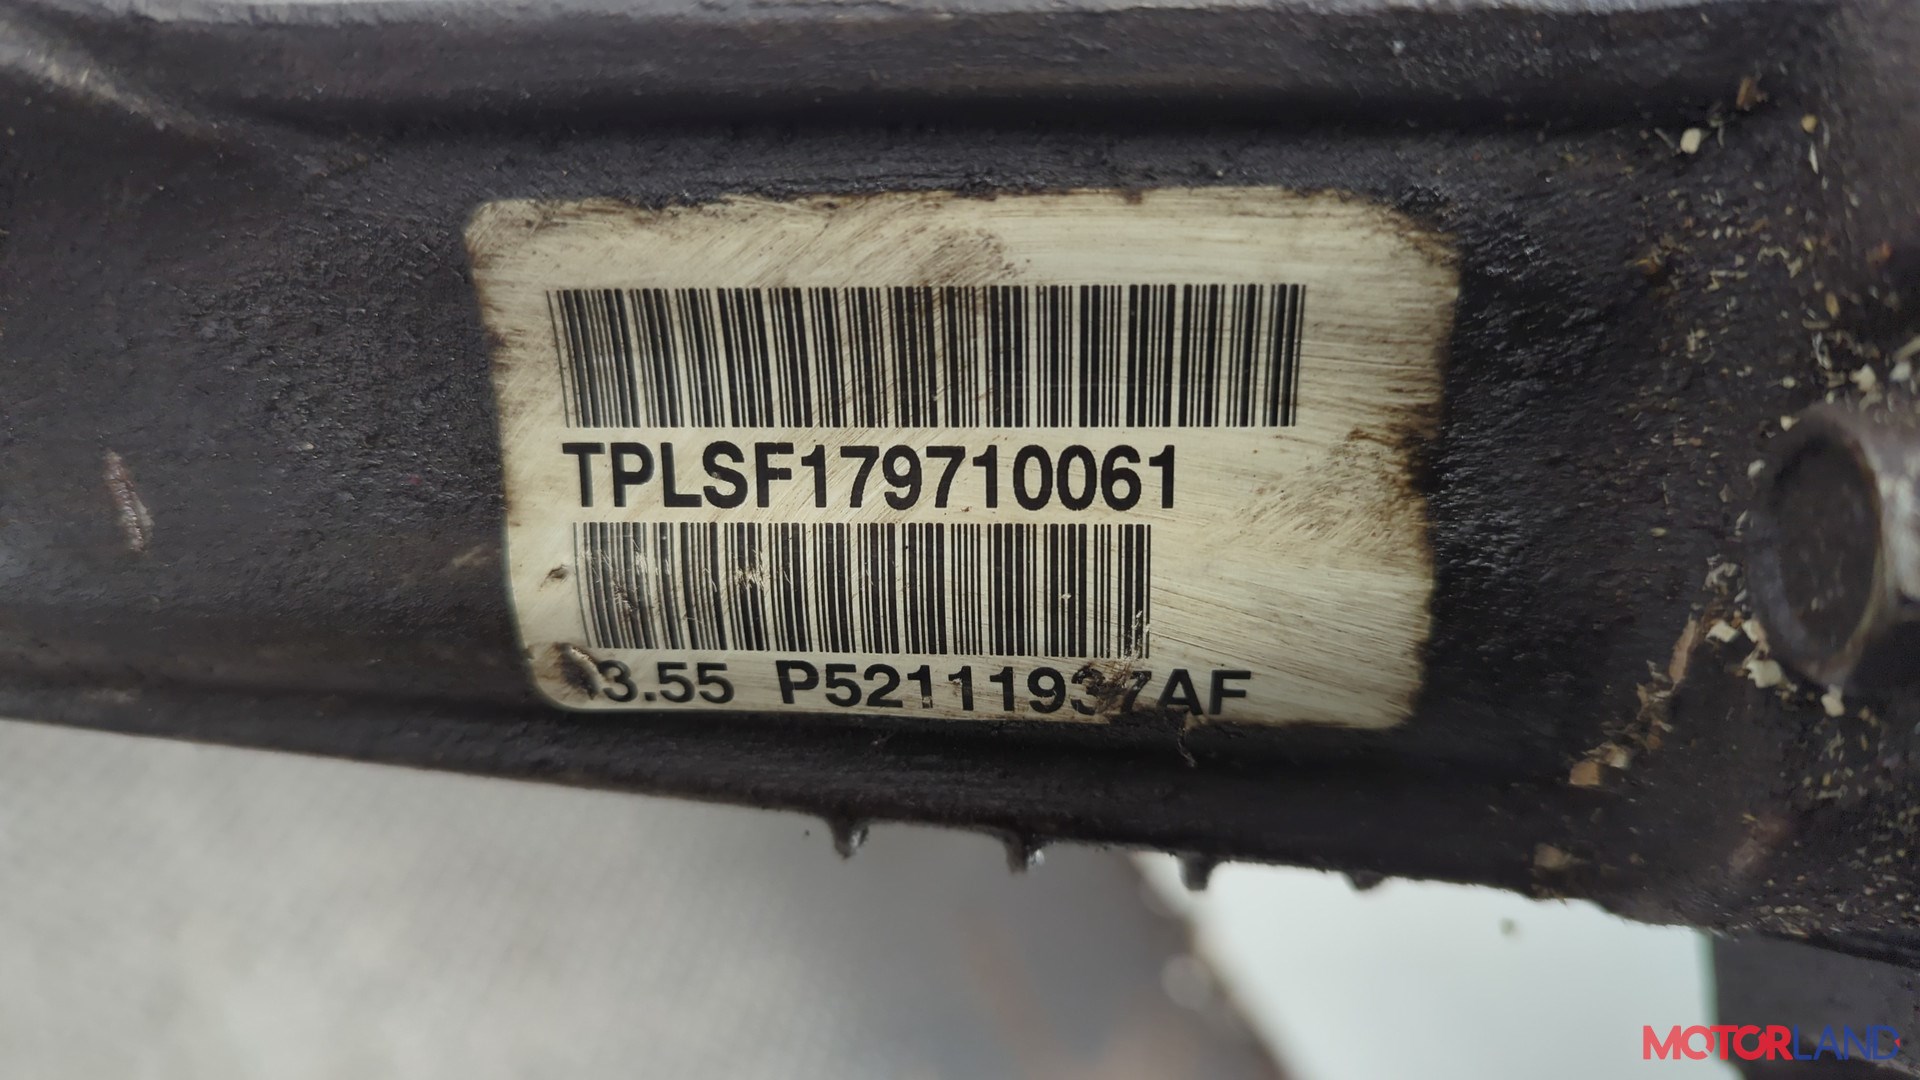 TPLSF179710061
3.55 P52111937AF
MOTORLAND